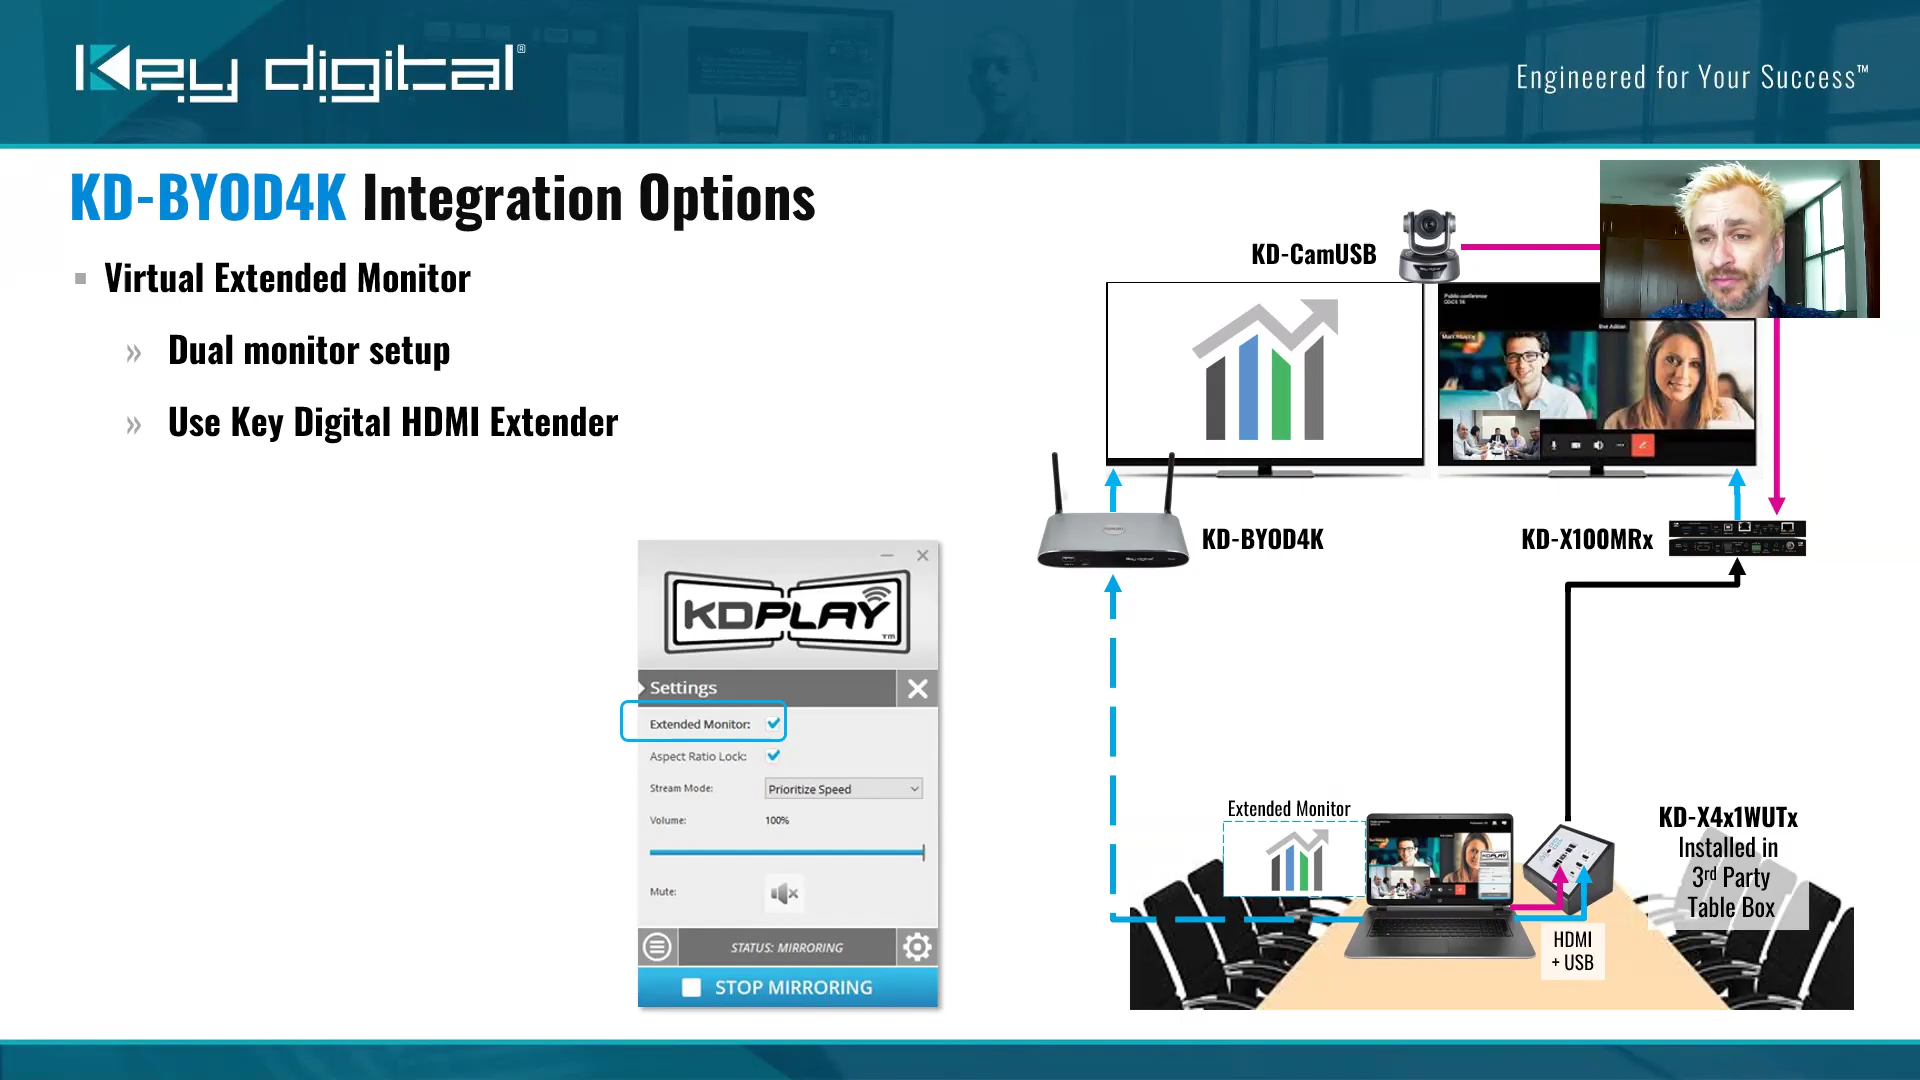 Key digital®
Engineered for Your Success™
KD-BYOD4K Integration Options
Virtual Extended Monitor
» Dual monitor setup
» Use Key Digital HDMI Extender
KD-CamUSB
Public conference
KD-BYOD4K
KD-X100MRx
KDPLAY™
Settings
Extended Monitor:
Aspect Ratio Lock:
Stream Mode: Prioritize Speed
Volume: 100%
Mute:
STATUS: MIRRORING
STOP MIRRORING
Extended Monitor
KDPLAY
KD-X4x1WUTx
Installed in
3rd Party
Table Box
HDMI
+ USB